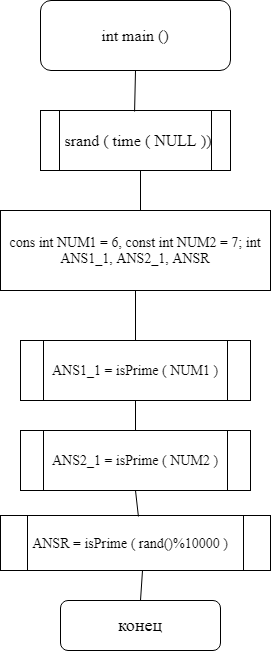 int main ()
srand ( time ( NULL ))
cons int NUM1 = 6, const int NUM2 = 7; int
ANS1_1, ANS2_1, ANSR
ANS1_1 = isPrime ( NUM1 )
ANS2_1 = isPrime ( NUM2 )
ANSR = isPrime ( rand()%10000 )
конец